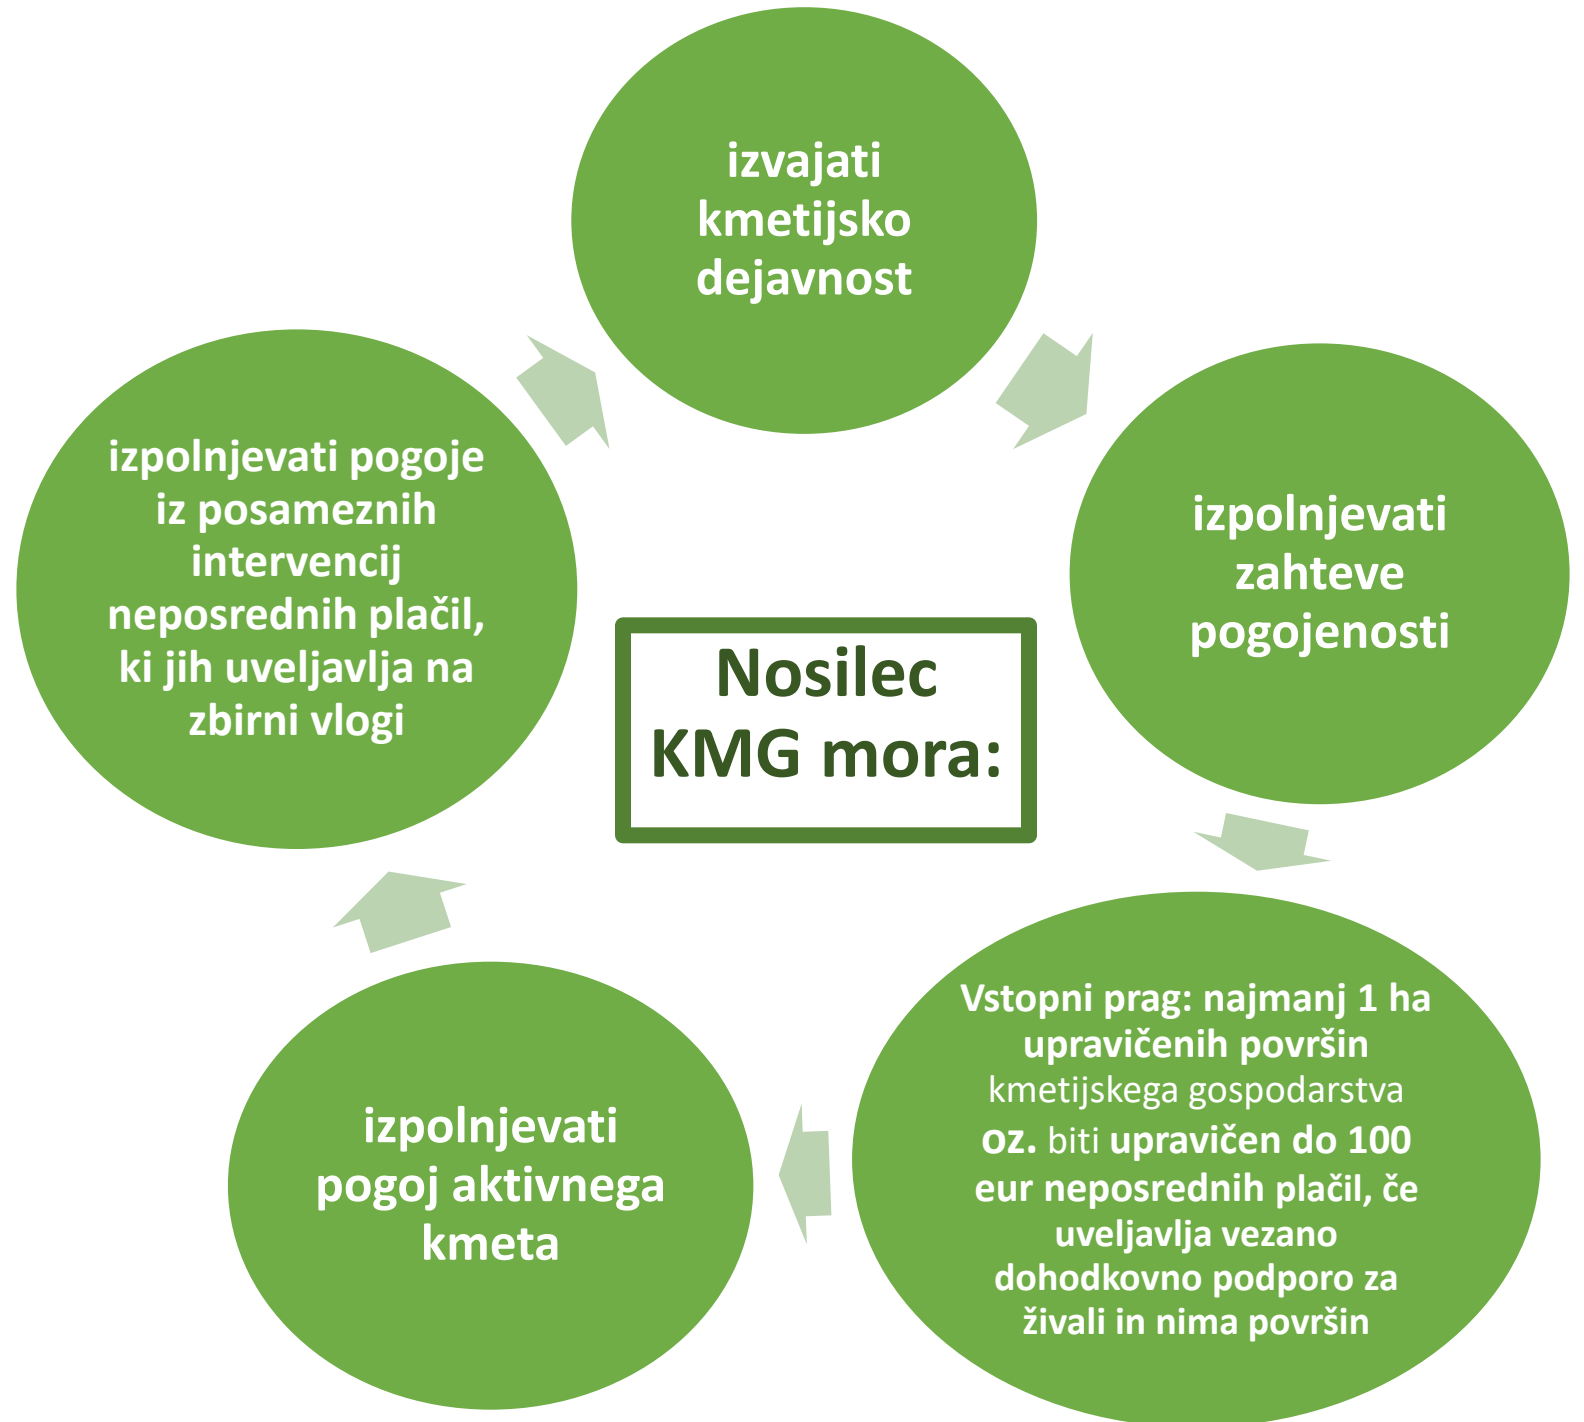 izvajati
kmetijsko
dejavnost
izpolnjevati
zahteve
pogojenosti
Vstopni prag: najmanj 1 ha
upravičenih površin
kmetijskega gospodarstva
oz. biti upravičen do 100
eur neposrednih plačil, če
uveljavlja vezano
dohodkovno podporo za
živali in nima površin
izpolnjevati
pogoj aktivnega
kmeta
izpolnjevati pogoje
iz posameznih
intervencij
neposrednih plačil,
ki jih uveljavlja na
zbirni vlogi
Nosilec
KMG mora: